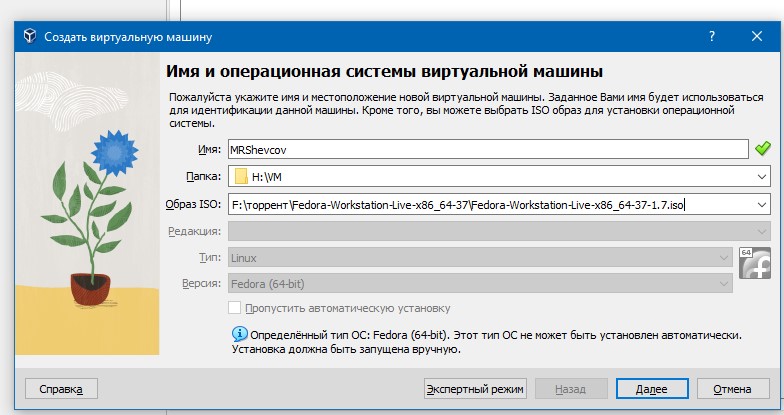 Создать виртуальную машину
Имя и операционная системы виртуальной машины
Пожалуйста укажите имя и местоположение новой виртуальной машины. Заданное Вами имя будет использоваться
для идентификации данной машины. Кроме того, вы можете выбрать ISO образ для установки операционной
системы.
Имя: MRShevcov
Папка: H:\VM
Образ ISO: F:\торрент\Fedora-Workstation-Live-x86_64-37\Fedora-Workstation-Live-x86_64-37-1.7.iso
Редакция:
Тип: Linux
64
Версия: Fedora (64-bit)
Пропустить автоматическую установку
Определённый тип ОС: Fedora (64-bit). Этот тип ОС не может быть установлен автоматически.
Установка должна быть запущена вручную.
Справка Экспертный режим Назад Далее Отмена